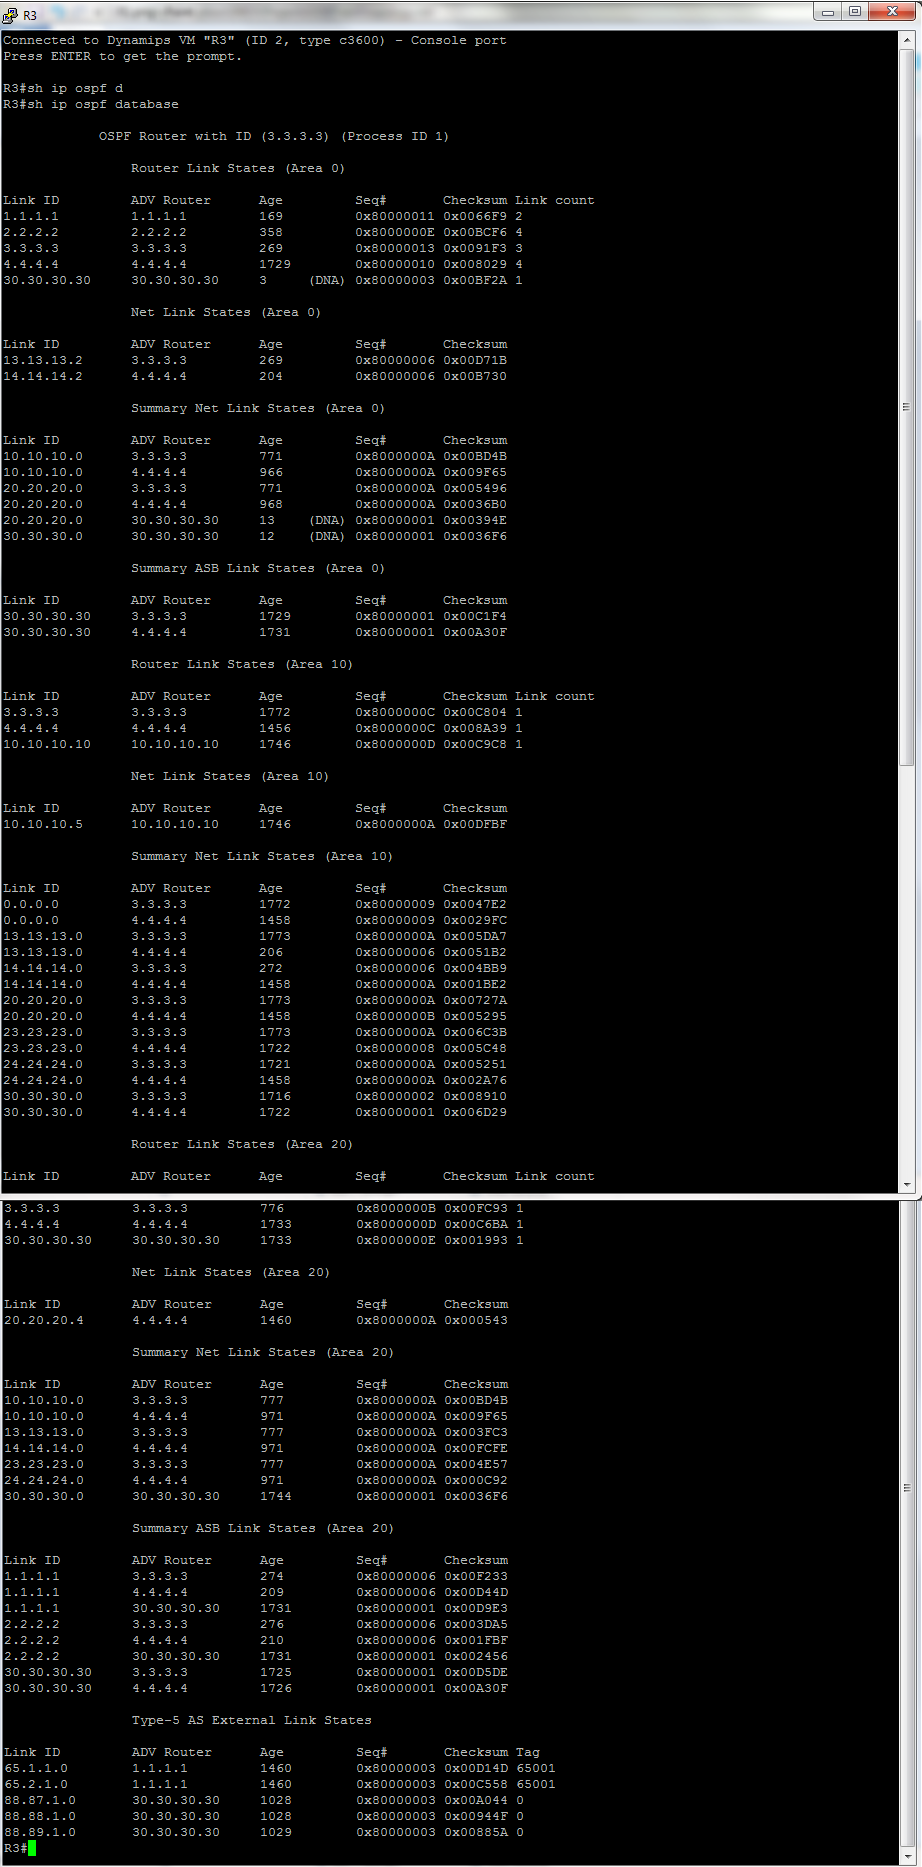 R3
Connected to Dynamips VM "R3" (ID 2, type c3600) - Console port
Press ENTER to get the prompt.
R3#sh ip ospf d
R3#sh ip ospf database
OSPF Router with ID (3.3.3.3) (Process ID 1)
Router Link States (Area 0)
Link ID ADV Router Age Seq# Checksum Link count
1.1.1.1 1.1.1.1 169 0x80000011 0x0066F9 2
2.2.2.2 2.2.2.2 358 0x8000000E 0x00BCF6 4
3.3.3.3 3.3.3.3 269 0x80000013 0x0091F3 3
4.4.4.4 4.4.4.4 1729 0x80000010 0x008029 4
30.30.30.30 30.30.30.30 3 (DNA) 0x80000003 0x00BF2A 1
Net Link States (Area 0)
Link ID ADV Router Age Seq# Checksum
13.13.13.2 3.3.3.3 269 0x80000006 0x00D71B
14.14.14.2 4.4.4.4 204 0x80000006 0x00B730
Summary Net Link States (Area 0)
Link ID ADV Router Age Seq# Checksum
10.10.10.0 3.3.3.3 771 0x8000000A 0x00BD4B
10.10.10.0 4.4.4.4 966 0x8000000A 0x009F65
20.20.20.0 3.3.3.3 771 0x8000000A 0x005496
20.20.20.0 4.4.4.4 968 0x8000000A 0x0036B0
20.20.20.0 30.30.30.30 13 (DNA) 0x80000001 0x00394E
30.30.30.0 30.30.30.30 12 (DNA) 0x80000001 0x0036F6
Summary ASB Link States (Area 0)
Link ID ADV Router Age Seq# Checksum
30.30.30.30 3.3.3.3 1729 0x80000001 0x00C1F4
30.30.30.30 4.4.4.4 1731 0x80000001 0x00A30F
Router Link States (Area 10)
Link ID ADV Router Age Seq# Checksum Link count
3.3.3.3 3.3.3.3 1772 0x8000000C 0x00C804 1
4.4.4.4 4.4.4.4 1456 0x8000000C 0x008A39 1
10.10.10.10 10.10.10.10 1746 0x8000000D 0x00C9C8 1
Net Link States (Area 10)
Link ID ADV Router Age Seq# Checksum
10.10.10.5 10.10.10.10 1746 0x8000000A 0x00DFBF
Summary Net Link States (Area 10)
Link ID ADV Router Age Seq# Checksum
0.0.0.0 3.3.3.3 1772 0x80000009 0x0047E2
0.0.0.0 4.4.4.4 1458 0x80000009 0x0029FC
13.13.13.0 3.3.3.3 1773 0x8000000A 0x005DA7
13.13.13.0 4.4.4.4 206 0x80000006 0x0051B2
14.14.14.0 3.3.3.3 272 0x80000006 0x004BB9
14.14.14.0 4.4.4.4 1458 0x8000000A 0x001BE2
20.20.20.0 3.3.3.3 1773 0x8000000A 0x00727A
20.20.20.0 4.4.4.4 1458 0x8000000B 0x005295
23.23.23.0 3.3.3.3 1773 0x8000000A 0x006C3B
23.23.23.0 4.4.4.4 1722 0x80000008 0x005C48
24.24.24.0 3.3.3.3 1721 0x8000000A 0x005251
24.24.24.0 4.4.4.4 1458 0x8000000A 0x002A76
30.30.30.0 3.3.3.3 1716 0x80000002 0x008910
30.30.30.0 4.4.4.4 1722 0x80000001 0x006D29
Router Link States (Area 20)
Link ID ADV Router Age Seq# Checksum Link count
3.3.3.3 3.3.3.3 776 0x8000000B 0x00FC93 1
4.4.4.4 4.4.4.4 1733 0x8000000D 0x00C6BA 1
30.30.30.30 30.30.30.30 1733 0x8000000E 0x001993 1
Net Link States (Area 20)
Link ID ADV Router Age Seq# Checksum
20.20.20.4 4.4.4.4 1460 0x8000000A 0x000543
Summary Net Link States (Area 20)
Link ID ADV Router Age Seq# Checksum
10.10.10.0 3.3.3.3 777 0x8000000A 0x00BD4B
10.10.10.0 4.4.4.4 971 0x8000000A 0x009F65
13.13.13.0 3.3.3.3 777 0x8000000A 0x003FC3
14.14.14.0 4.4.4.4 971 0x8000000A 0x00FCFE
23.23.23.0 3.3.3.3 777 0x8000000A 0x004E57
24.24.24.0 4.4.4.4 971 0x8000000A 0x000C92
30.30.30.0 30.30.30.30 1744 0x80000001 0x0036F6
Summary ASB Link States (Area 20)
Link ID ADV Router Age Seq# Checksum
1.1.1.1 3.3.3.3 274 0x80000006 0x00F233
1.1.1.1 4.4.4.4 209 0x80000006 0x00D44D
1.1.1.1 30.30.30.30 1731 0x80000001 0x00D9E3
2.2.2.2 3.3.3.3 276 0x80000006 0x003DA5
2.2.2.2 4.4.4.4 210 0x80000006 0x001FBF
2.2.2.2 30.30.30.30 1731 0x80000001 0x002456
30.30.30.30 3.3.3.3 1725 0x80000001 0x00D5DE
30.30.30.30 4.4.4.4 1726 0x80000001 0x00A30F
Type-5 AS External Link States
Link ID ADV Router Age Seq# Checksum Tag
65.1.1.0 1.1.1.1 1460 0x80000003 0x00D14D 65001
65.2.1.0 1.1.1.1 1460 0x80000003 0x00C558 65001
88.87.1.0 30.30.30.30 1028 0x80000003 0x00A044 0
88.88.1.0 30.30.30.30 1028 0x80000003 0x00944F 0
88.89.1.0 30.30.30.30 1029 0x80000003 0x00885A 0
R3#